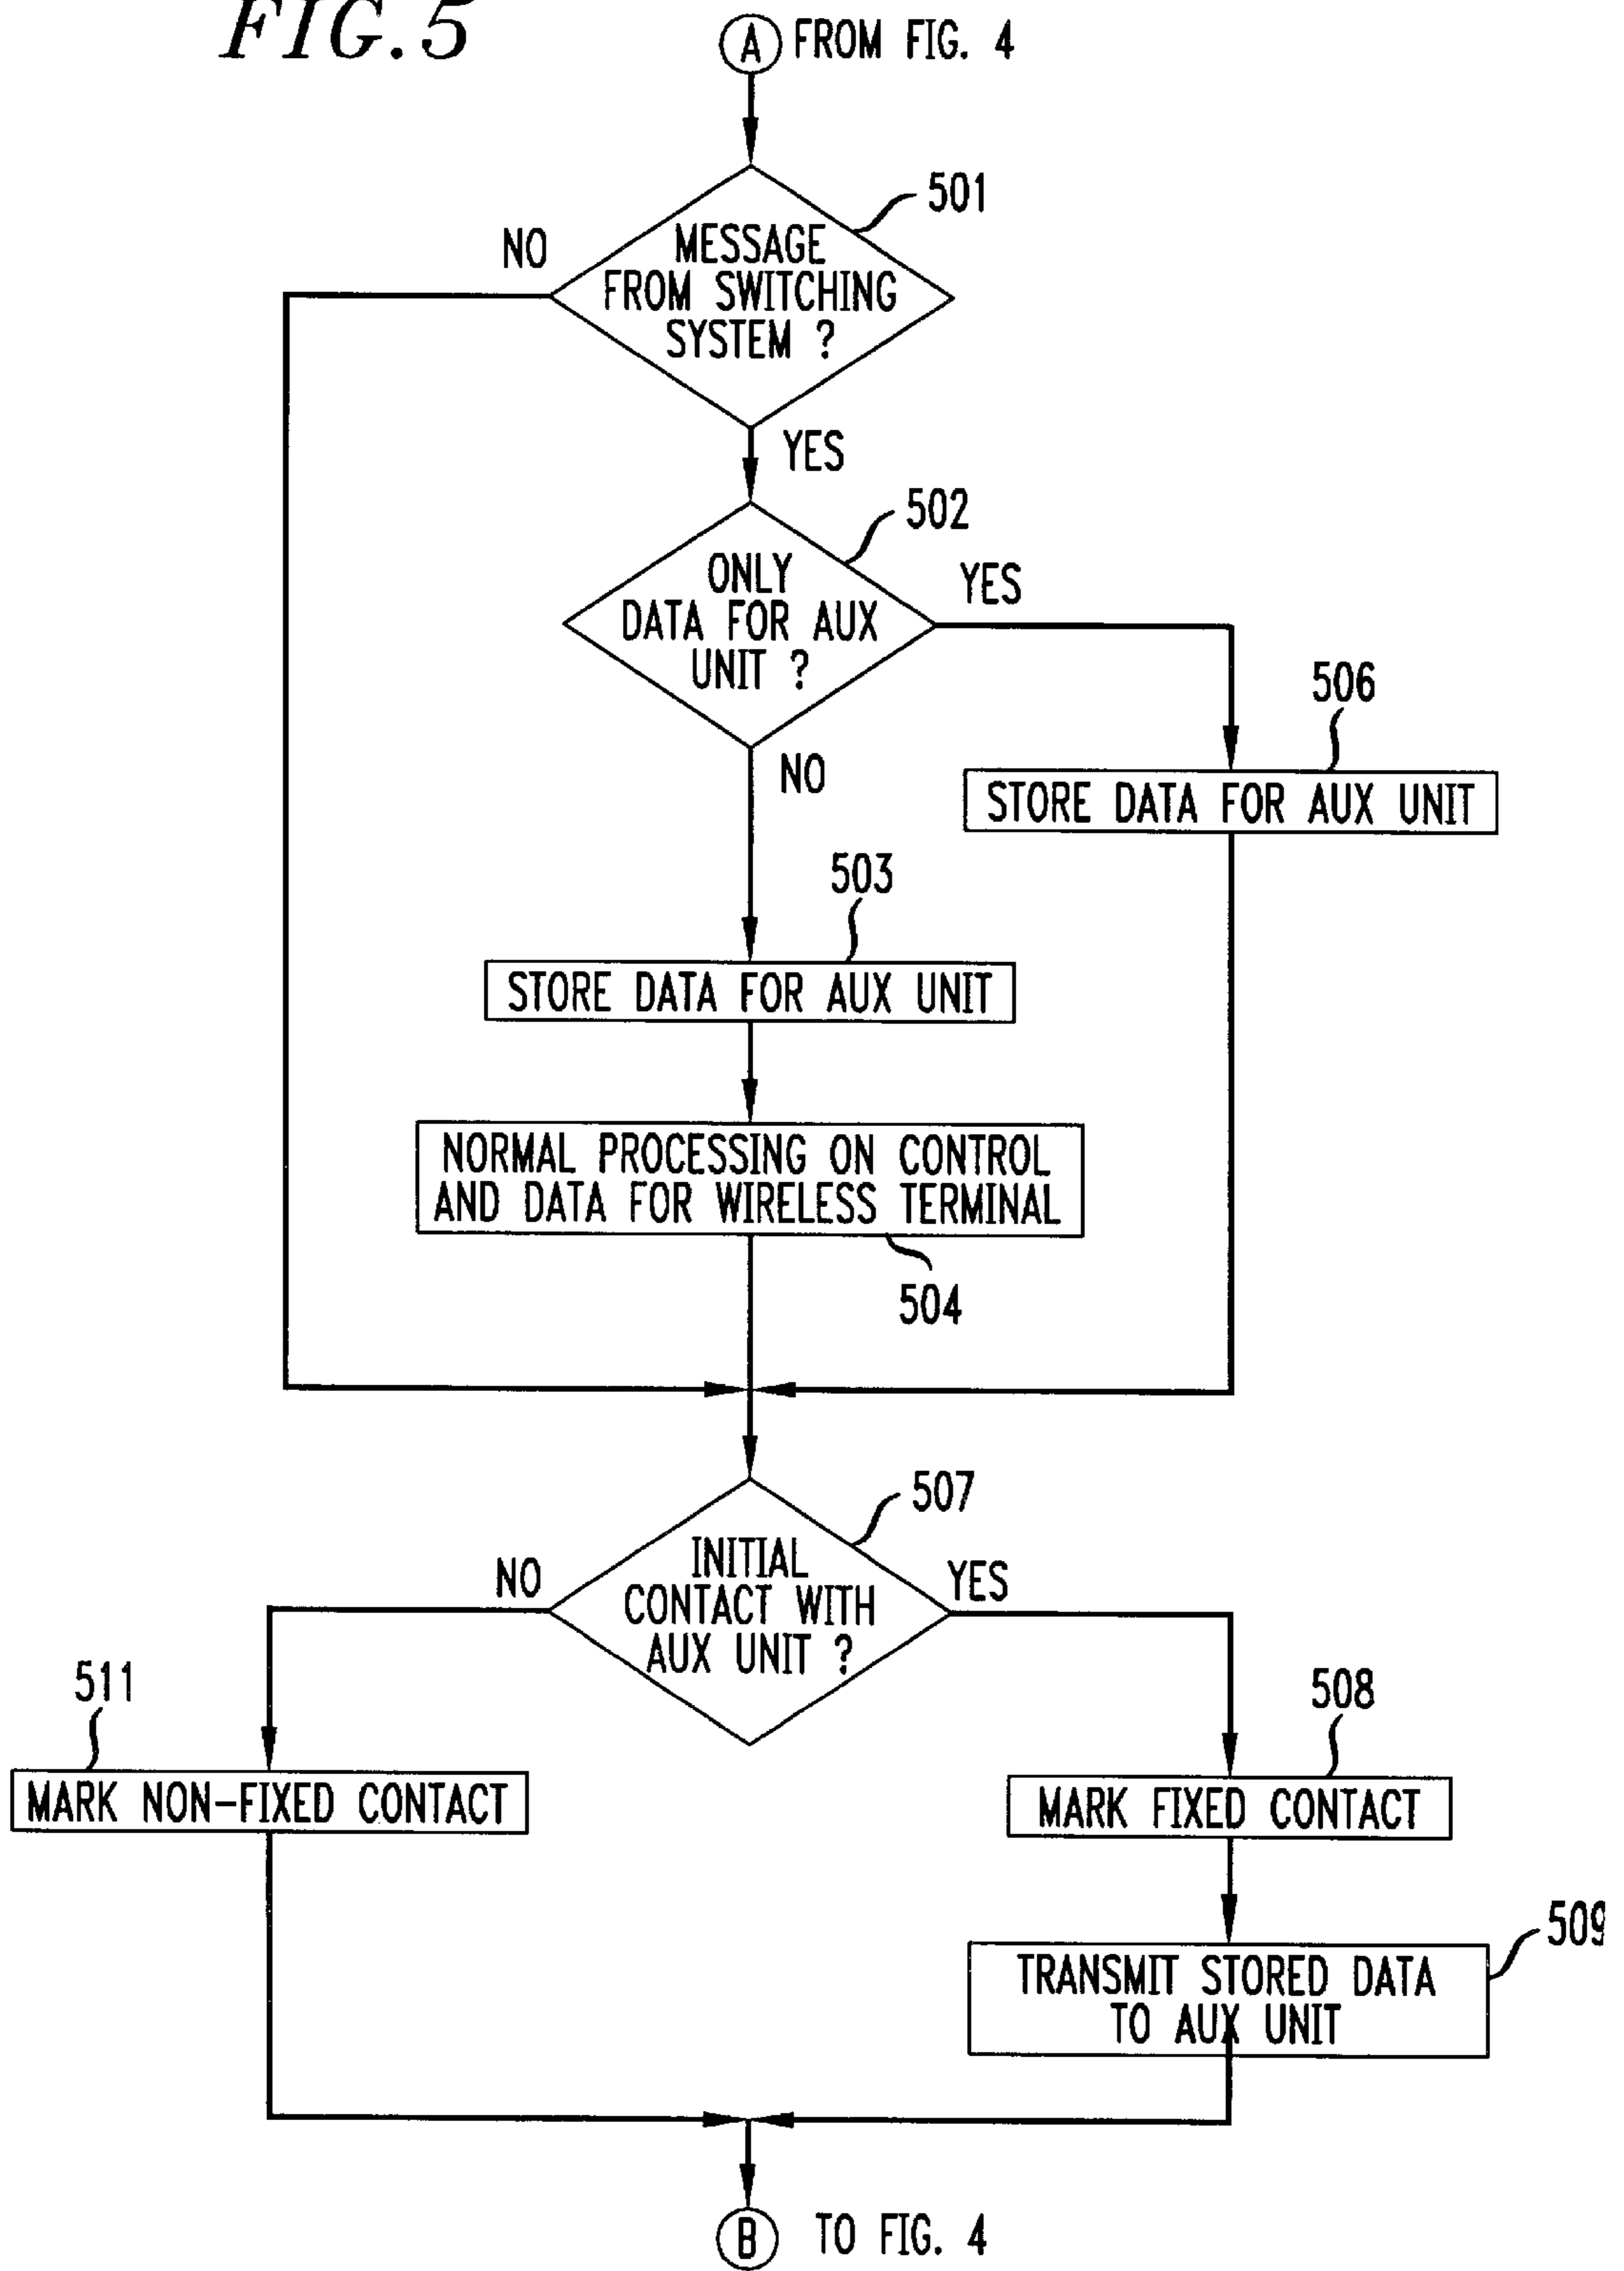 FIG. 5
A FROM FIG. 4
501
NO
MESSAGE
FROM SWITCHING
SYSTEM ?
YES
502
ONLY
DATA FOR AUX
UNIT ?
YES
NO
506
STORE DATA FOR AUX UNIT
503
STORE DATA FOR AUX UNIT
NORMAL PROCESSING ON CONTROL
AND DATA FOR WIRELESS TERMINAL
504
507
NO
INITIAL
CONTACT WITH
AUX UNIT ?
YES
511
MARK NON-FIXED CONTACT
508
MARK FIXED CONTACT
509
TRANSMIT STORED DATA
TO AUX UNIT
B TO FIG. 4